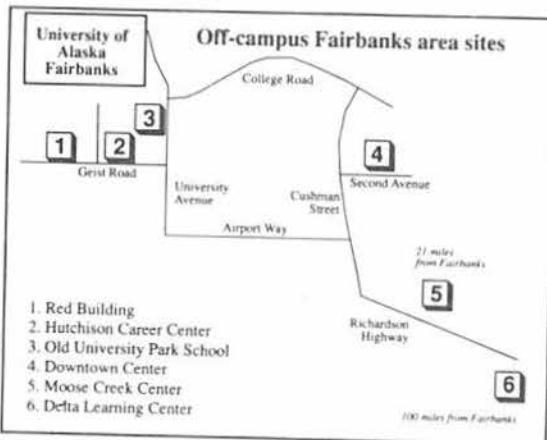 University of
Alaska
Fairbanks
Off-campus Fairbanks area sites
College Road
3
1
2
4
Geist Road
University
Avenue
Cushman
Street
Second Avenue
Airport Way
21 miles
from Fairbanks
5
Richardson
Highway
1. Red Building
2. Hutchison Career Center
3. Old University Park School
4. Downtown Center
5. Moose Creek Center
6. Delta Learning Center
6
100 miles from Fairbanks